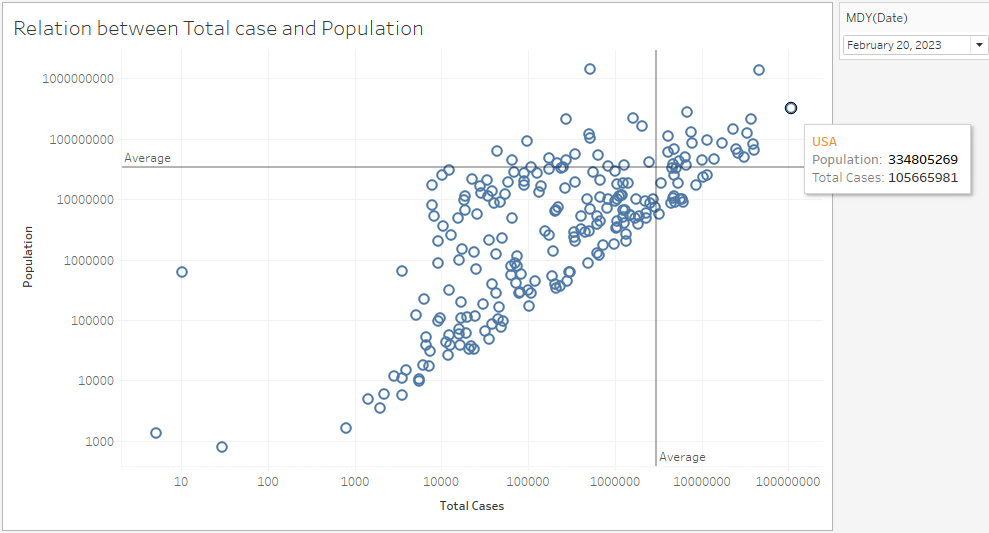 Relation between Total case and Population
MDY(Date)
February 20, 2023
1000000000
100000000
10000000
1000000
100000
10000
1000
Population
Average
USA
Population: 334805269
Total Cases: 105665981
Average
10
100
1000
10000
100000
1000000
10000000
100000000
Total Cases